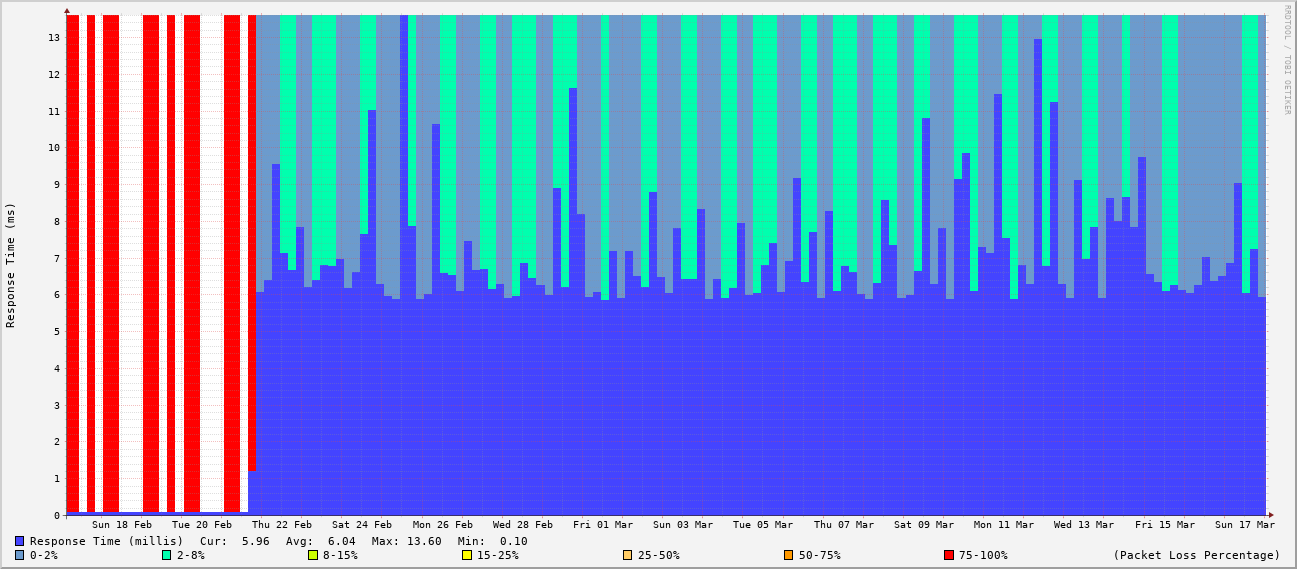 RRDTOOL / TOBI OETIKER
Response Time (ms)
13
12
11
10
9
8
7
6
5
4
3
2
1
0
Sun 18 Feb Tue 20 Feb Thu 22 Feb Sat 24 Feb Mon 26 Feb Wed 28 Feb Fri 01 Mar Sun 03 Mar Tue 05 Mar Thu 07 Mar Sat 09 Mar Mon 11 Mar Wed 13 Mar Fri 15 Mar Sun 17 Mar
Response Time (millis) Cur: 5.96 Avg: 6.04 Max: 13.60 Min: 0.10
0-2% 2-8% 8-15% 15-25% 25-50% 50-75% 75-100% (Packet Loss Percentage)